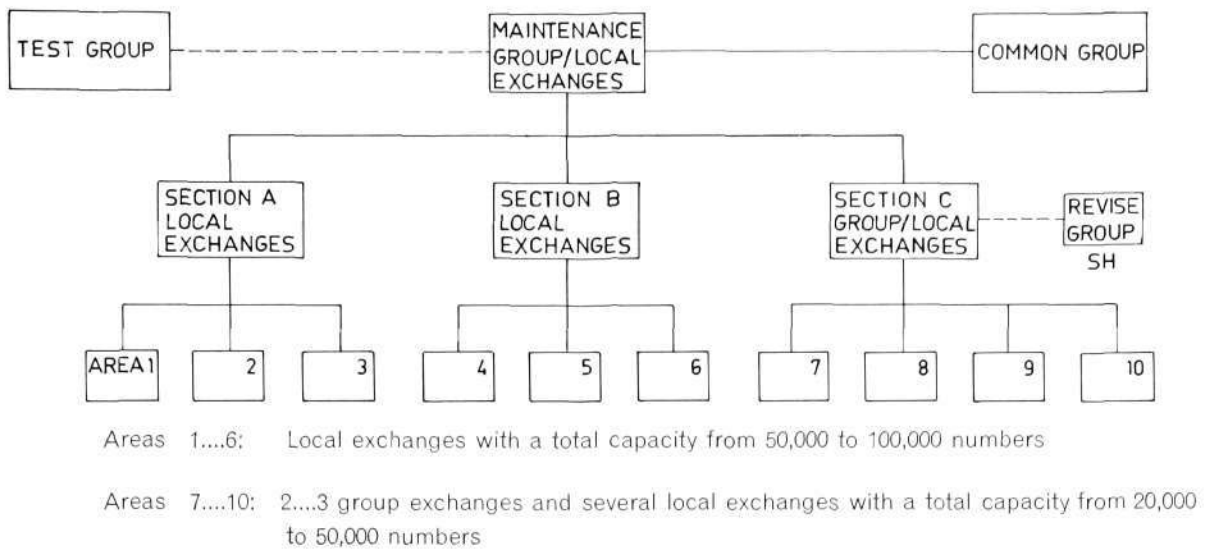 TEST GROUP
MAINTENANCE
GROUP/LOCAL
EXCHANGES
COMMON GROUP
SECTION A
LOCAL
EXCHANGES
SECTION B
LOCAL
EXCHANGES
SECTION C
GROUP/LOCAL
EXCHANGES
REVISE
GROUP
SH
AREA 1
2
3
4
5
6
7
8
9
10
Areas 1....6: Local exchanges with a total capacity from 50,000 to 100,000 numbers
Areas 7....10: 2....3 group exchanges and several local exchanges with a total capacity from 20,000
to 50,000 numbers